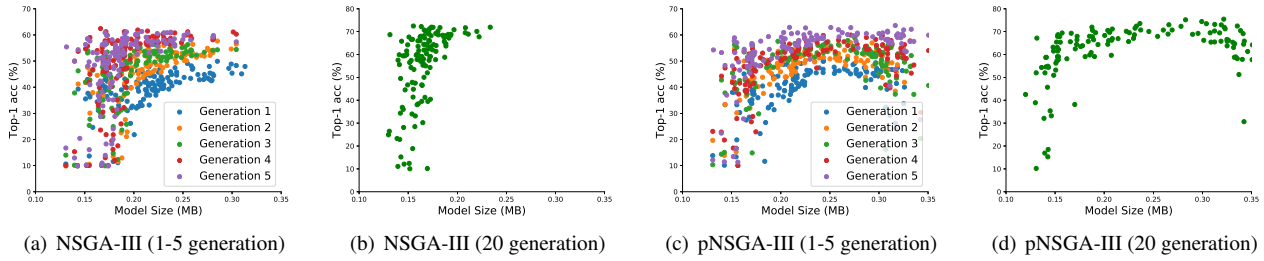 70
60
50
40
30
20
10
0
Top-1 acc (%)
0.10 0.15 0.20 0.25 0.30 0.35
Model Size (MB)
Generation 1
Generation 2
Generation 3
Generation 4
Generation 5
(a) NSGA-III (1-5 generation)
80
70
60
50
40
30
20
10
0
Top-1 acc (%)
0.10 0.15 0.20 0.25 0.30 0.35
Model Size (MB)
(b) NSGA-III (20 generation)
70
60
50
40
30
20
10
0
Top-1 acc (%)
0.10 0.15 0.20 0.25 0.30 0.35
Model Size (MB)
Generation 1
Generation 2
Generation 3
Generation 4
Generation 5
(c) pNSGA-III (1-5 generation)
80
70
60
50
40
30
20
10
0
Top-1 acc (%)
0.10 0.15 0.20 0.25 0.30 0.35
Model Size (MB)
(d) pNSGA-III (20 generation)